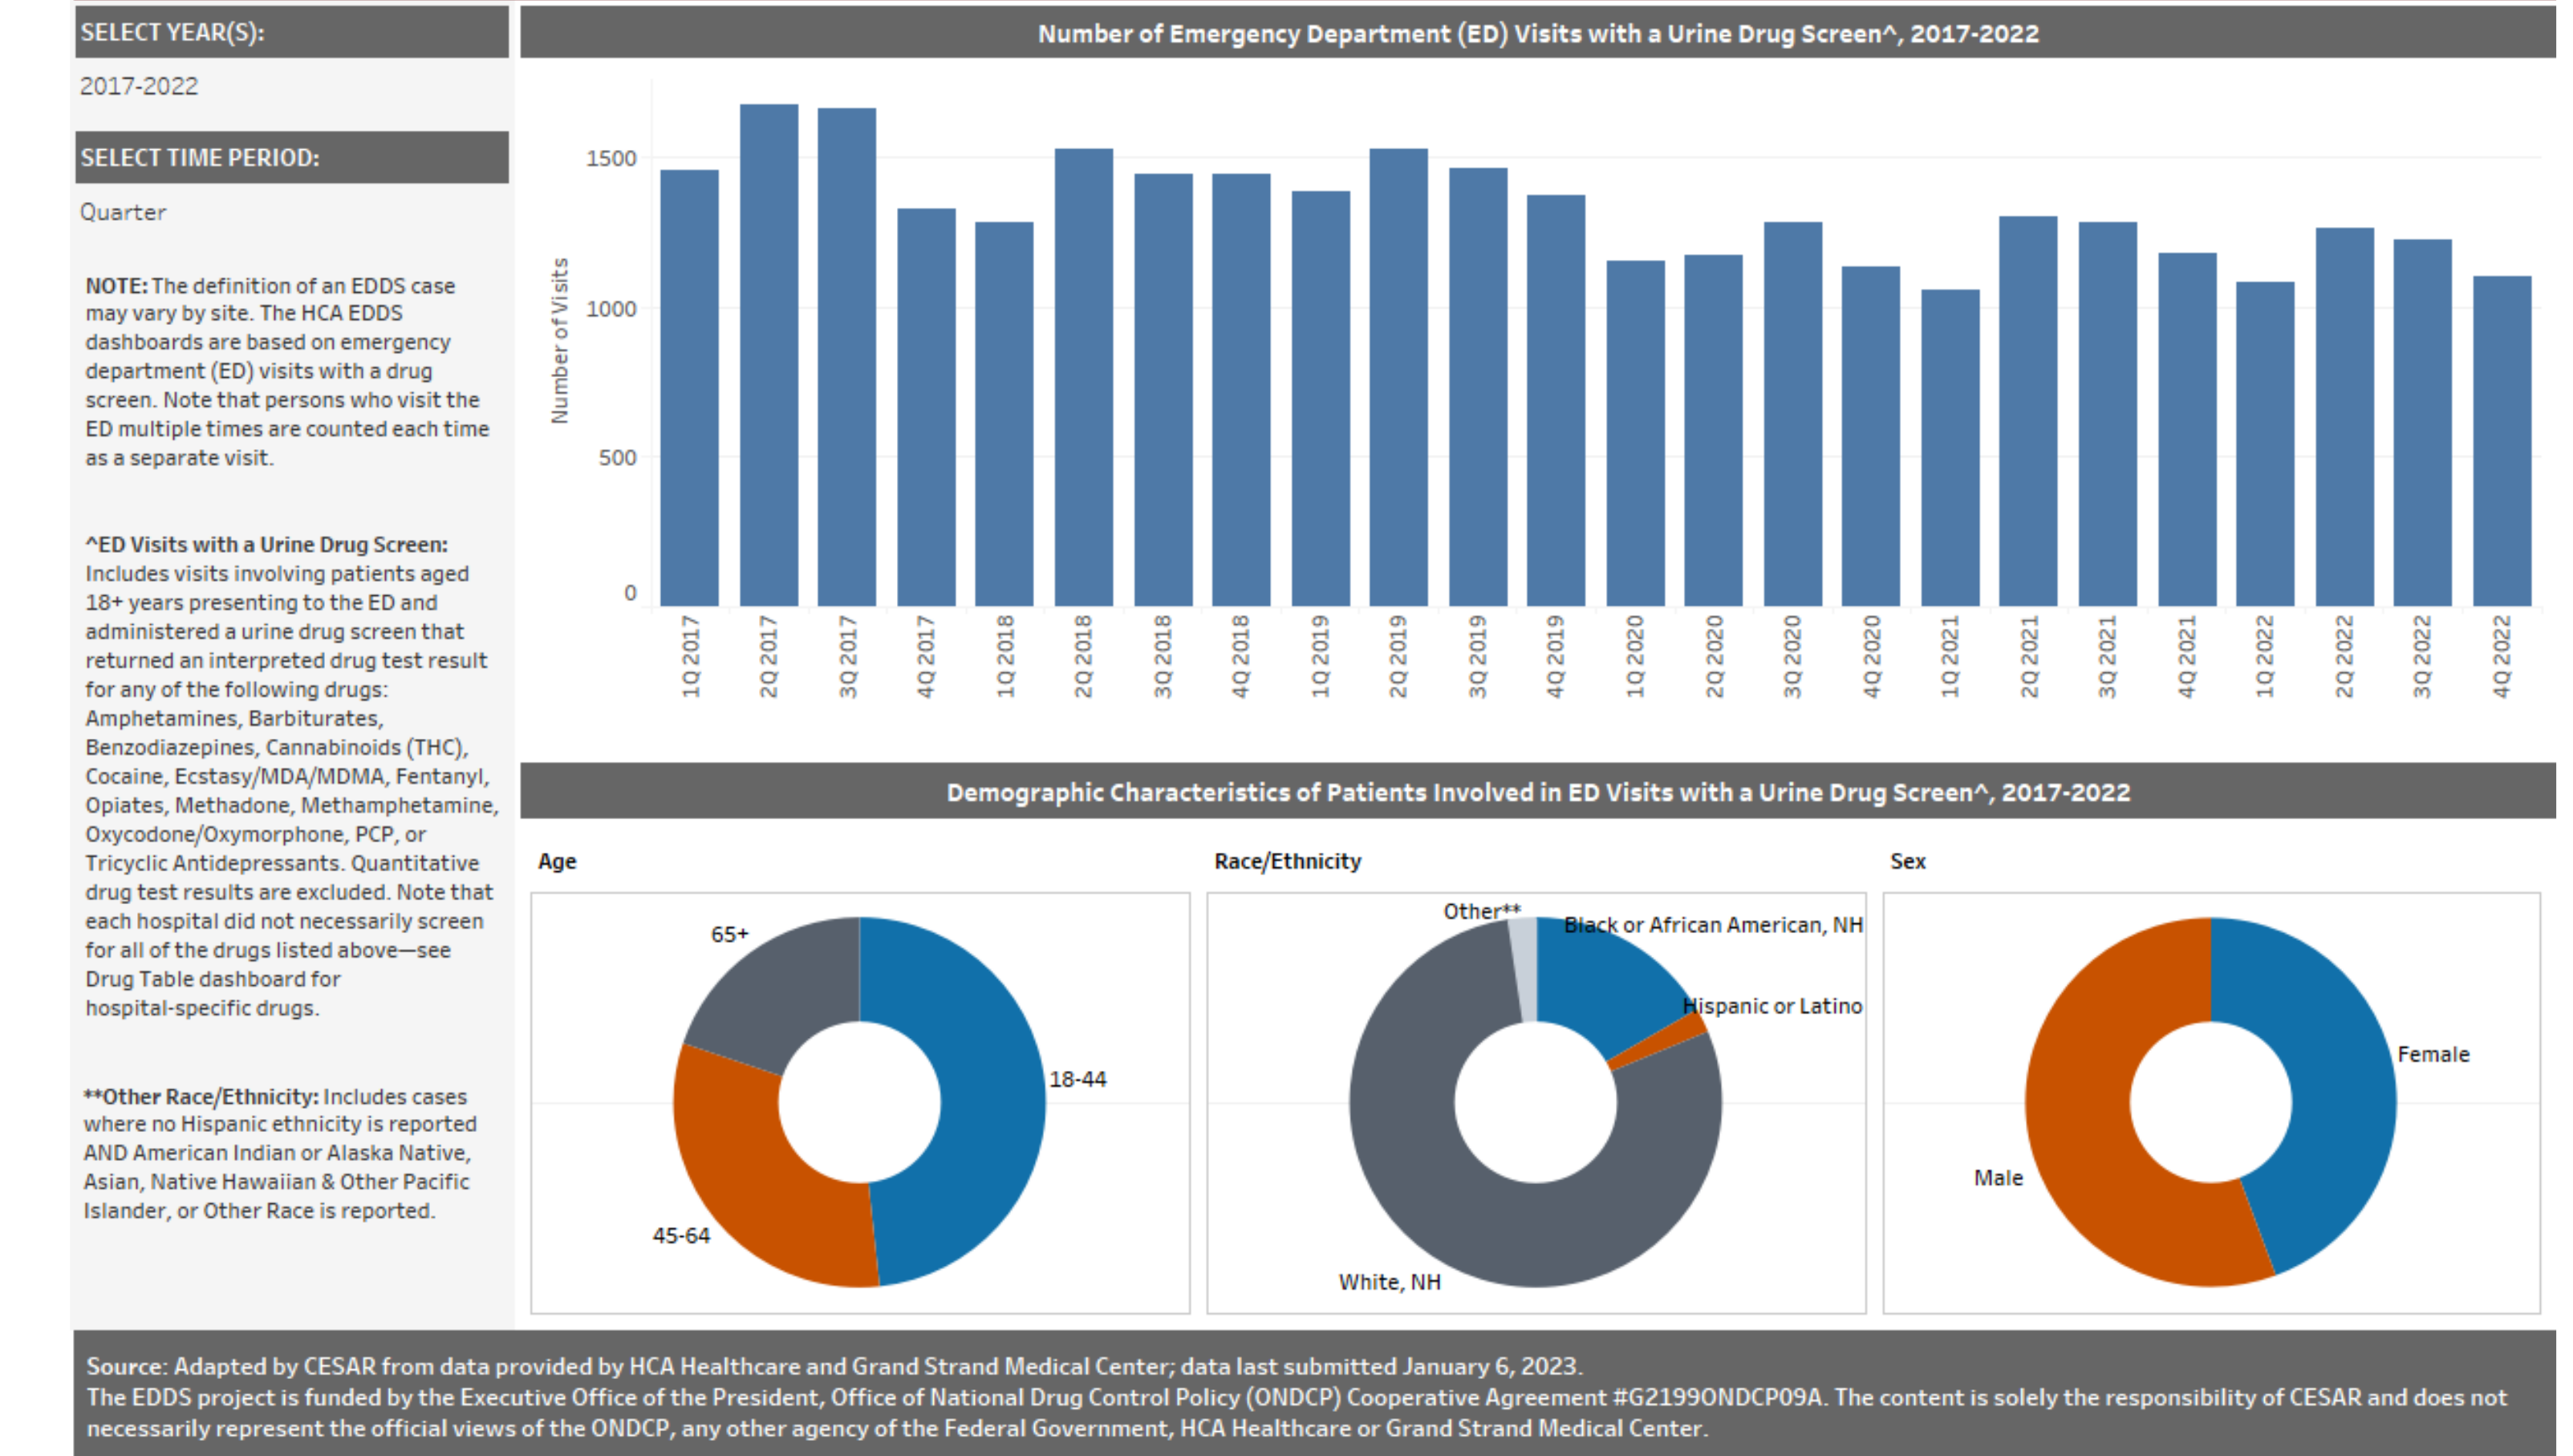 SELECT YEAR(S):
2017-2022
SELECT TIME PERIOD:
Quarter
NOTE: The definition of an EDDS case
may vary by site. The HCA EDDS
dashboards are based on emergency
department (ED) visits with a drug
screen. Note that persons who visit the
ED multiple times are counted each time
as a separate visit.
^ED Visits with a Urine Drug Screen:
Includes visits involving patients aged
18+ years presenting to the ED and
administered a urine drug screen that
returned an interpreted drug test result
for any of the following drugs:
Amphetamines, Barbiturates,
Benzodiazepines, Cannabinoids (THC),
Cocaine, Ecstasy/MDA/MDMA, Fentanyl,
Opiates, Methadone, Methamphetamine,
Oxycodone/Oxymorphone, PCP, or
Tricyclic Antidepressants. Quantitative
drug test results are excluded. Note that
each hospital did not necessarily screen
for all of the drugs listed above—see
Drug Table dashboard for
hospital-specific drugs.
**Other Race/Ethnicity: Includes cases
where no Hispanic ethnicity is reported
AND American Indian or Alaska Native,
Asian, Native Hawaiian & Other Pacific
Islander, or Other Race is reported.
Number of Emergency Department (ED) Visits with a Urine Drug Screen^, 2017-2022
Number of Visits
1500
1000
500
0
1Q 2017
2Q 2017
3Q 2017
4Q 2017
1Q 2018
2Q 2018
3Q 2018
4Q 2018
1Q 2019
2Q 2019
3Q 2019
4Q 2019
1Q 2020
2Q 2020
3Q 2020
4Q 2020
1Q 2021
2Q 2021
3Q 2021
4Q 2021
1Q 2022
2Q 2022
3Q 2022
4Q 2022
Demographic Characteristics of Patients Involved in ED Visits with a Urine Drug Screen^, 2017-2022
Age
65+
18-44
45-64
Race/Ethnicity
Other**
Black or African American, NH
Hispanic or Latino
White, NH
Sex
Female
Male
Source: Adapted by CESAR from data provided by HCA Healthcare and Grand Strand Medical Center; data last submitted January 6, 2023.
The EDDS project is funded by the Executive Office of the President, Office of National Drug Control Policy (ONDCP) Cooperative Agreement #G2199ONDCP09A. The content is solely the responsibility of CESAR and does not
necessarily represent the official views of the ONDCP, any other agency of the Federal Government, HCA Healthcare or Grand Strand Medical Center.